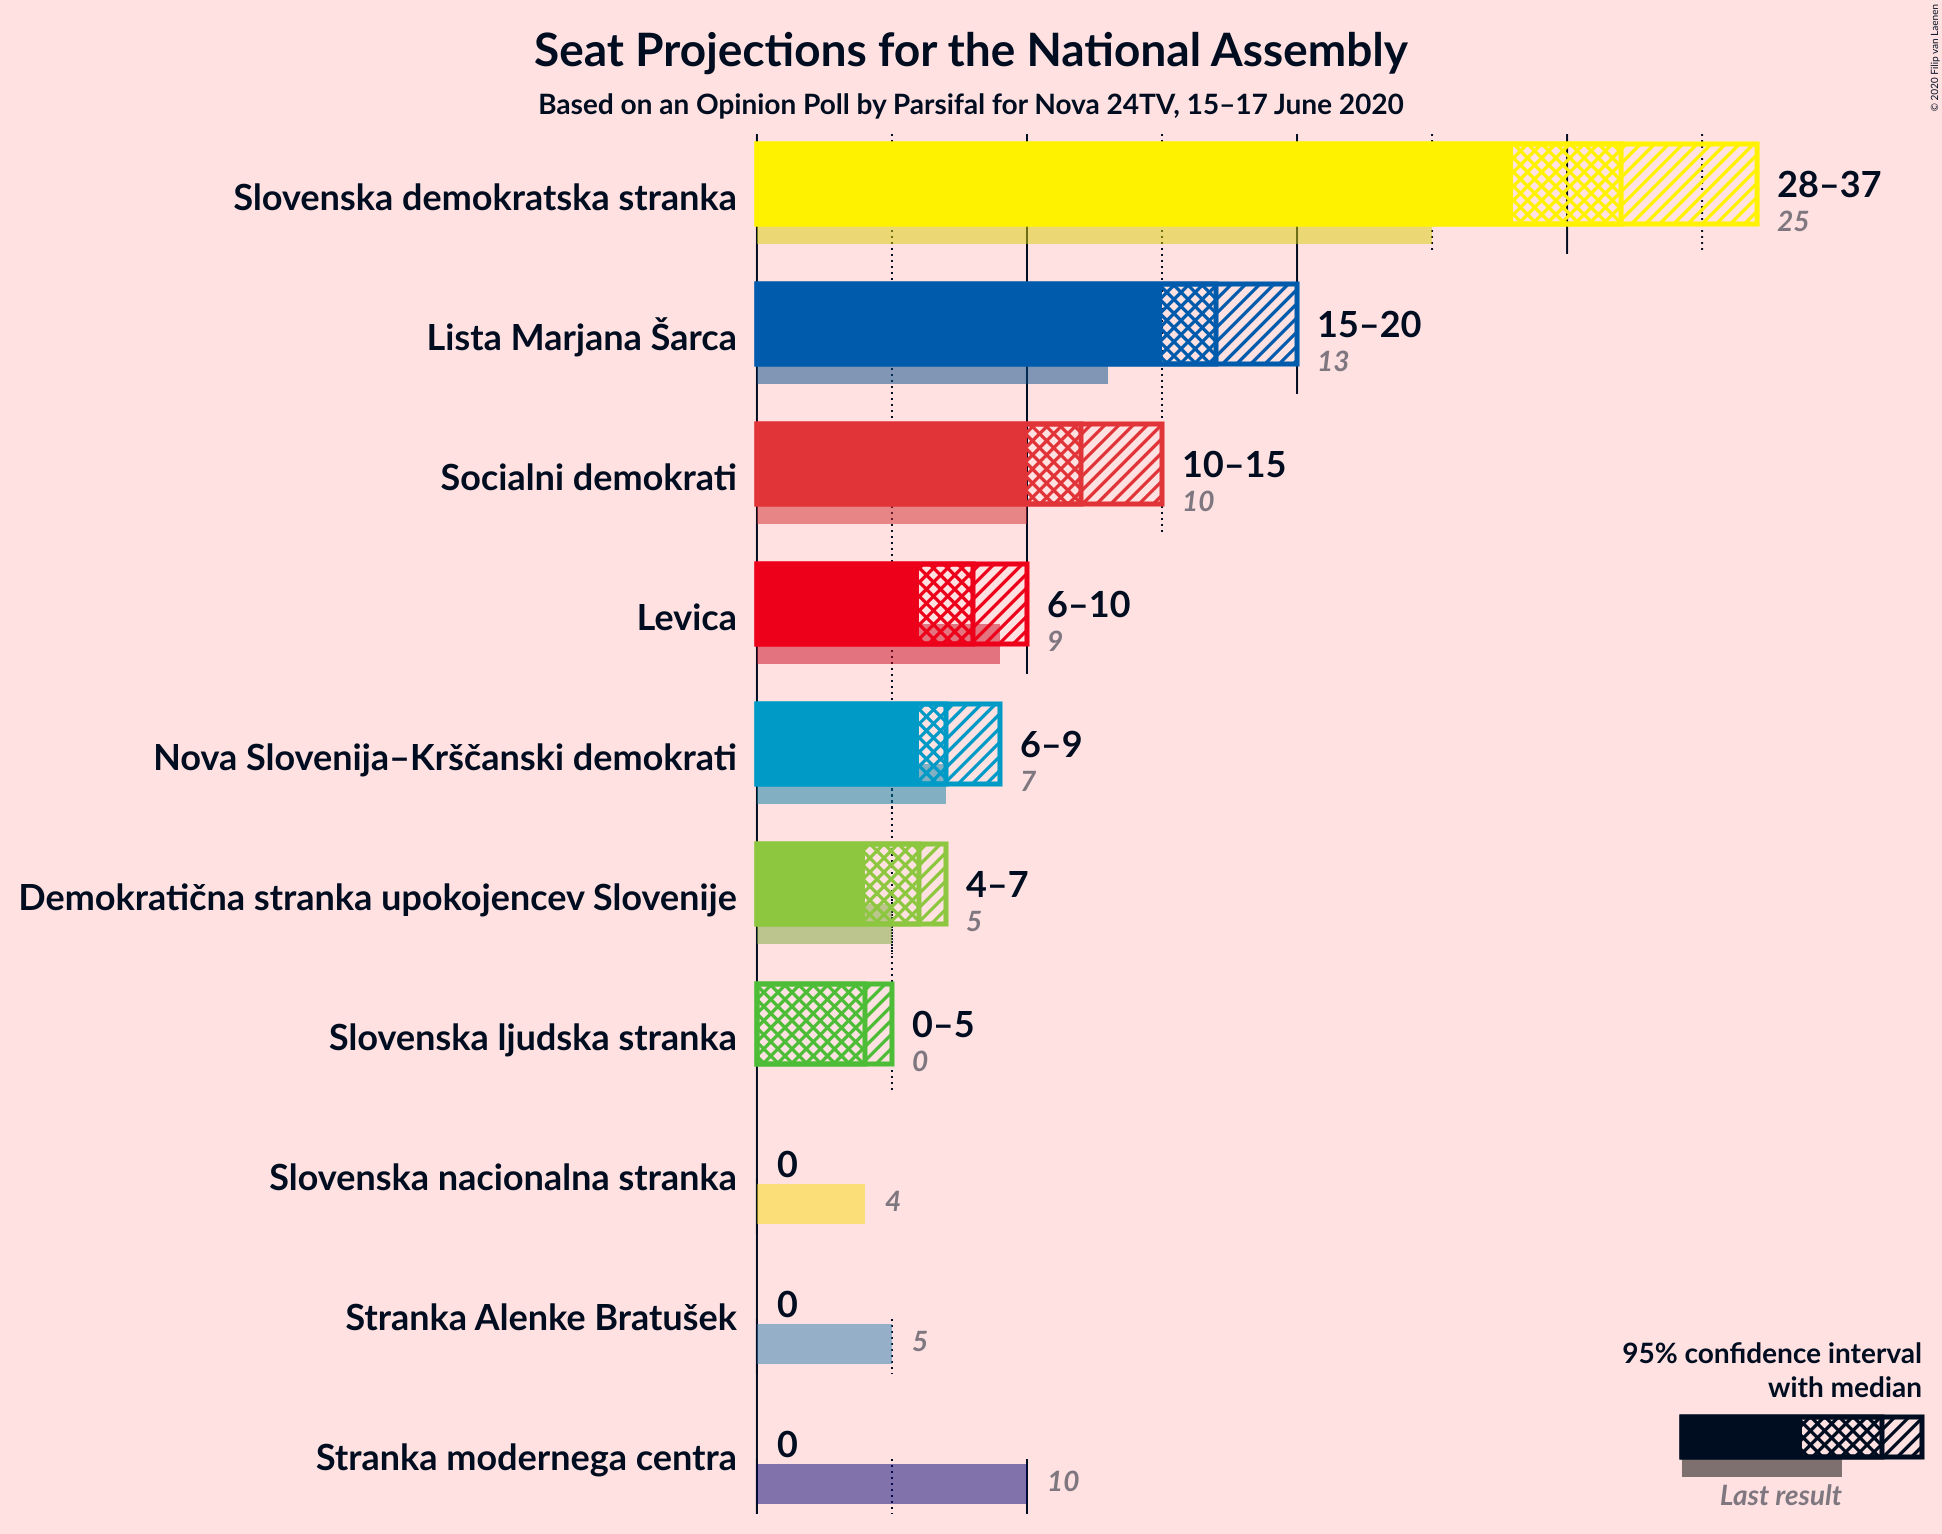 Seat Projections for the National Assembly
Based on an Opinion Poll by Parsifal for Nova 24TV, 15–17 June 2020
© 2020 Filip van Laenen
Slovenska demokratska stranka
28–37
25
Lista Marjana Šarca
15–20
13
Socialni demokrati
10–15
10
Levica
6–10
9
Nova Slovenija–Krščanski demokrati
6–9
7
Demokratična stranka upokojencev Slovenije
4–7
5
Slovenska ljudska stranka
0–5
0
Slovenska nacionalna stranka
0
4
Stranka Alenke Bratušek
0
5
Stranka modernega centra
0
10
95% confidence interval
with median
Last result